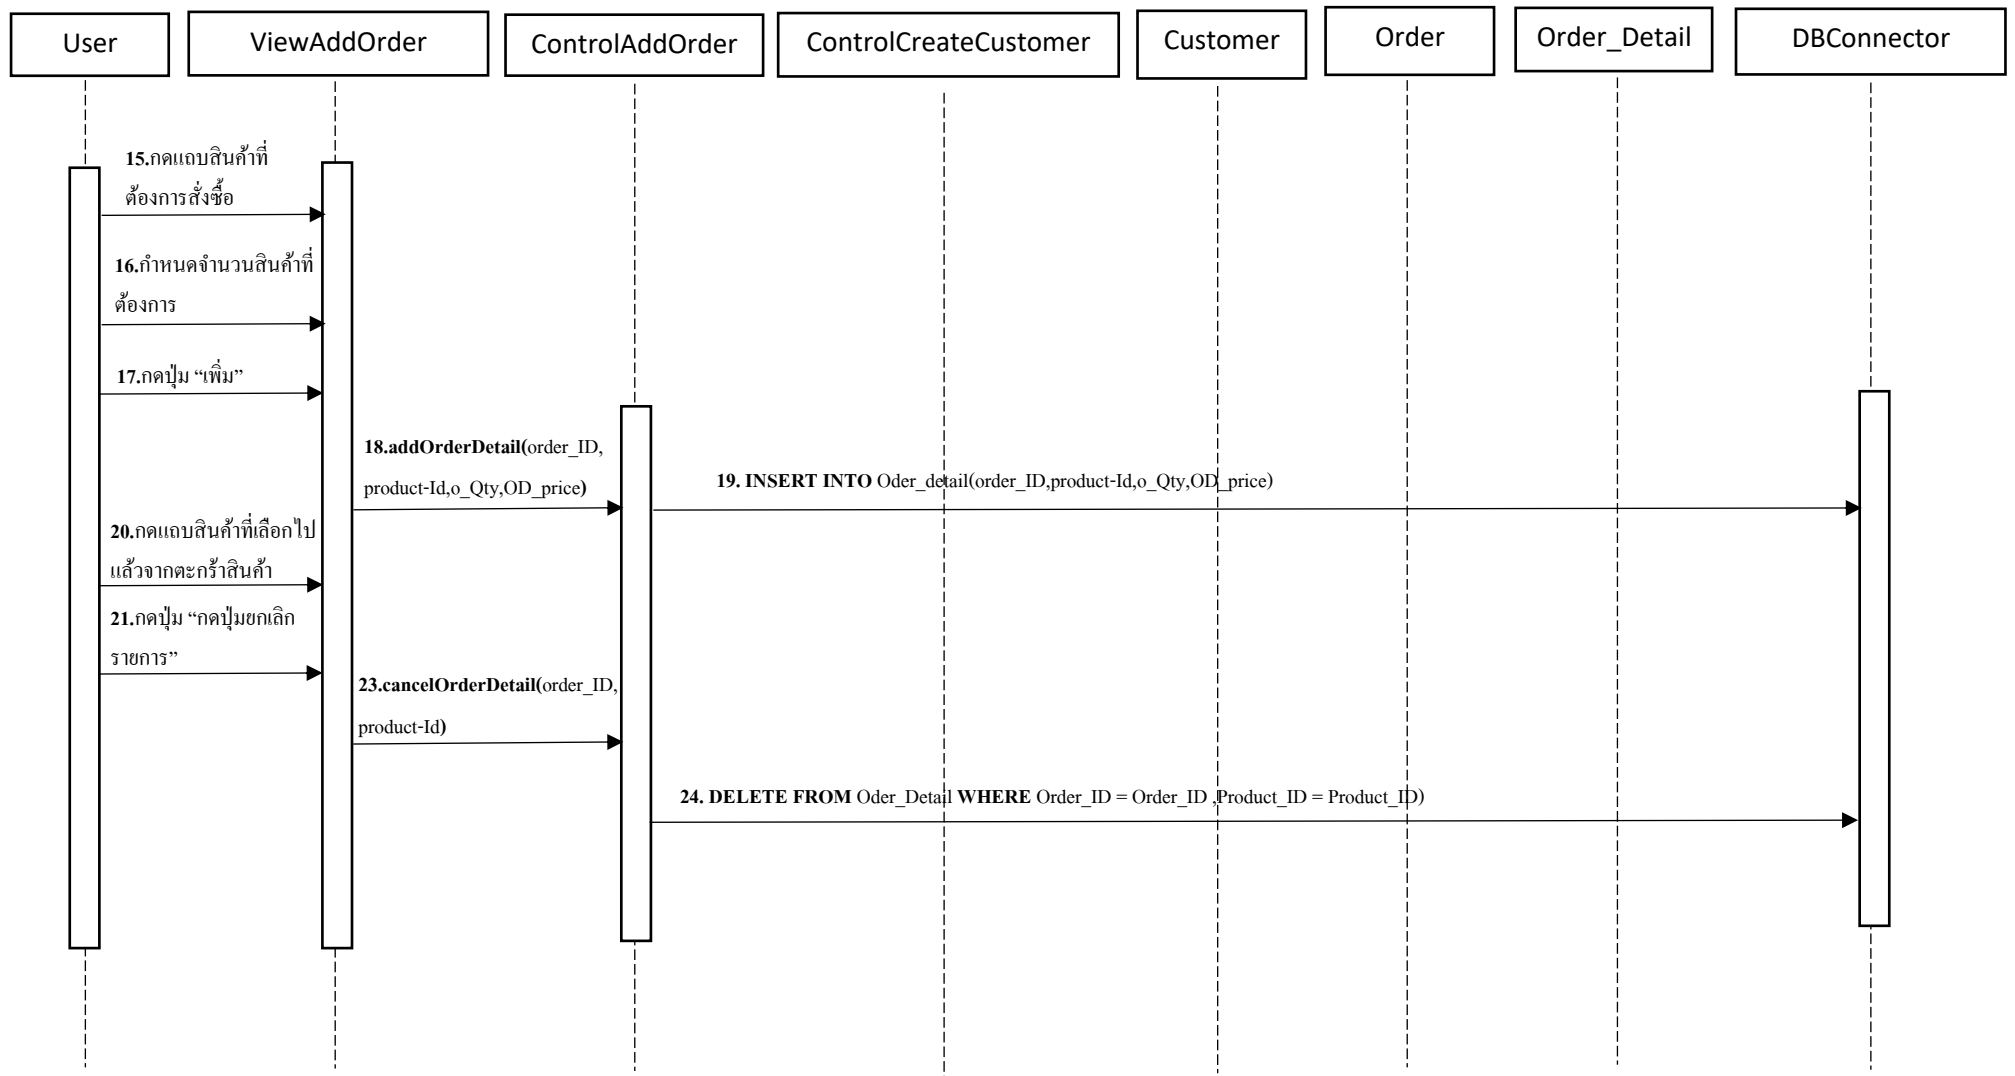 User
ViewAddOrder
ControlAddOrder
ControlCreateCustomer
Customer
Order
Order_Detail
DBConnector
15.กดแถบสินค้าที่
ต้องการสั่งซื้อ
16.กำหนดจำนวนสินค้าที่
ต้องการ
17.กดปุ่ม “เพิ่ม”
18.addOrderDetail(order_ID,
product-Id,o_Qty,OD_price)
19. INSERT INTO Oder_detail(order_ID,product-Id,o_Qty,OD_price)
20.กดแถบสินค้าที่เลือกไป
แล้วจากตะกร้าสินค้า
21.กดปุ่ม “กดปุ่มยกเลิก
รายการ”
23.cancelOrderDetail(order_ID,
product-Id)
24. DELETE FROM Oder_Detail WHERE Order_ID = Order_ID ,Product_ID = Product_ID)